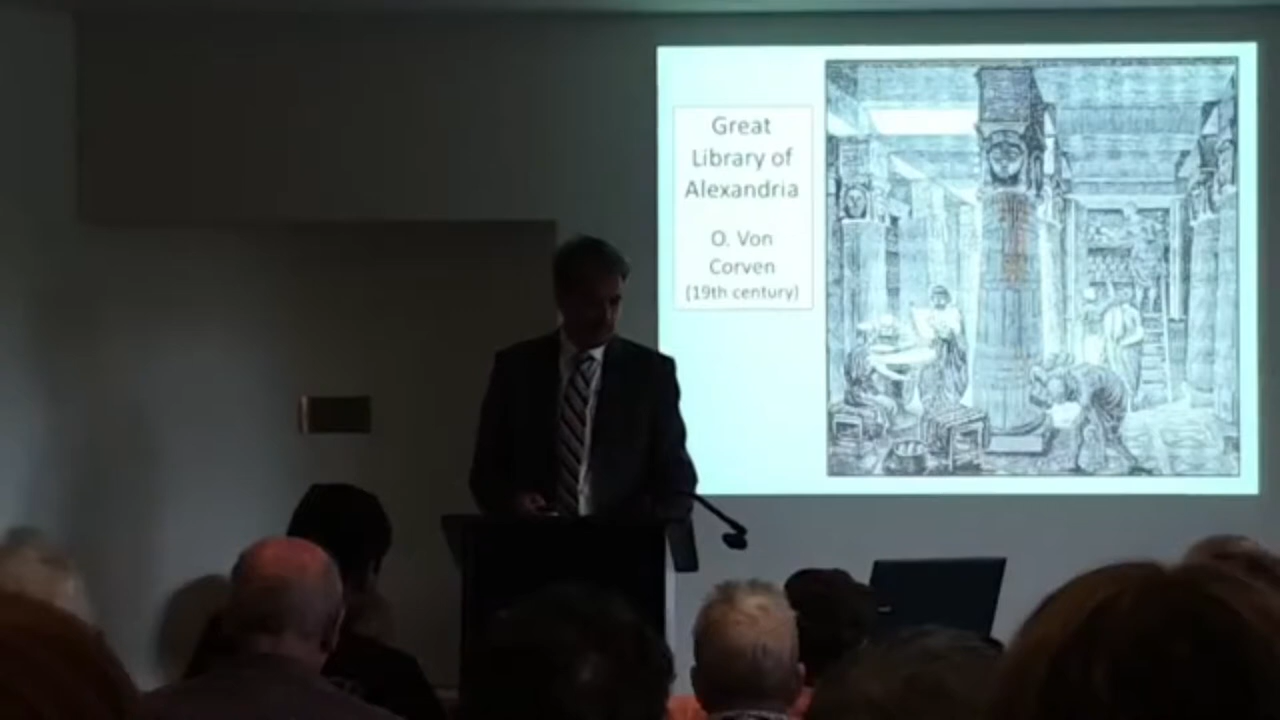 Great
Library of
Alexandria
O. Von
Corven
(19th century)